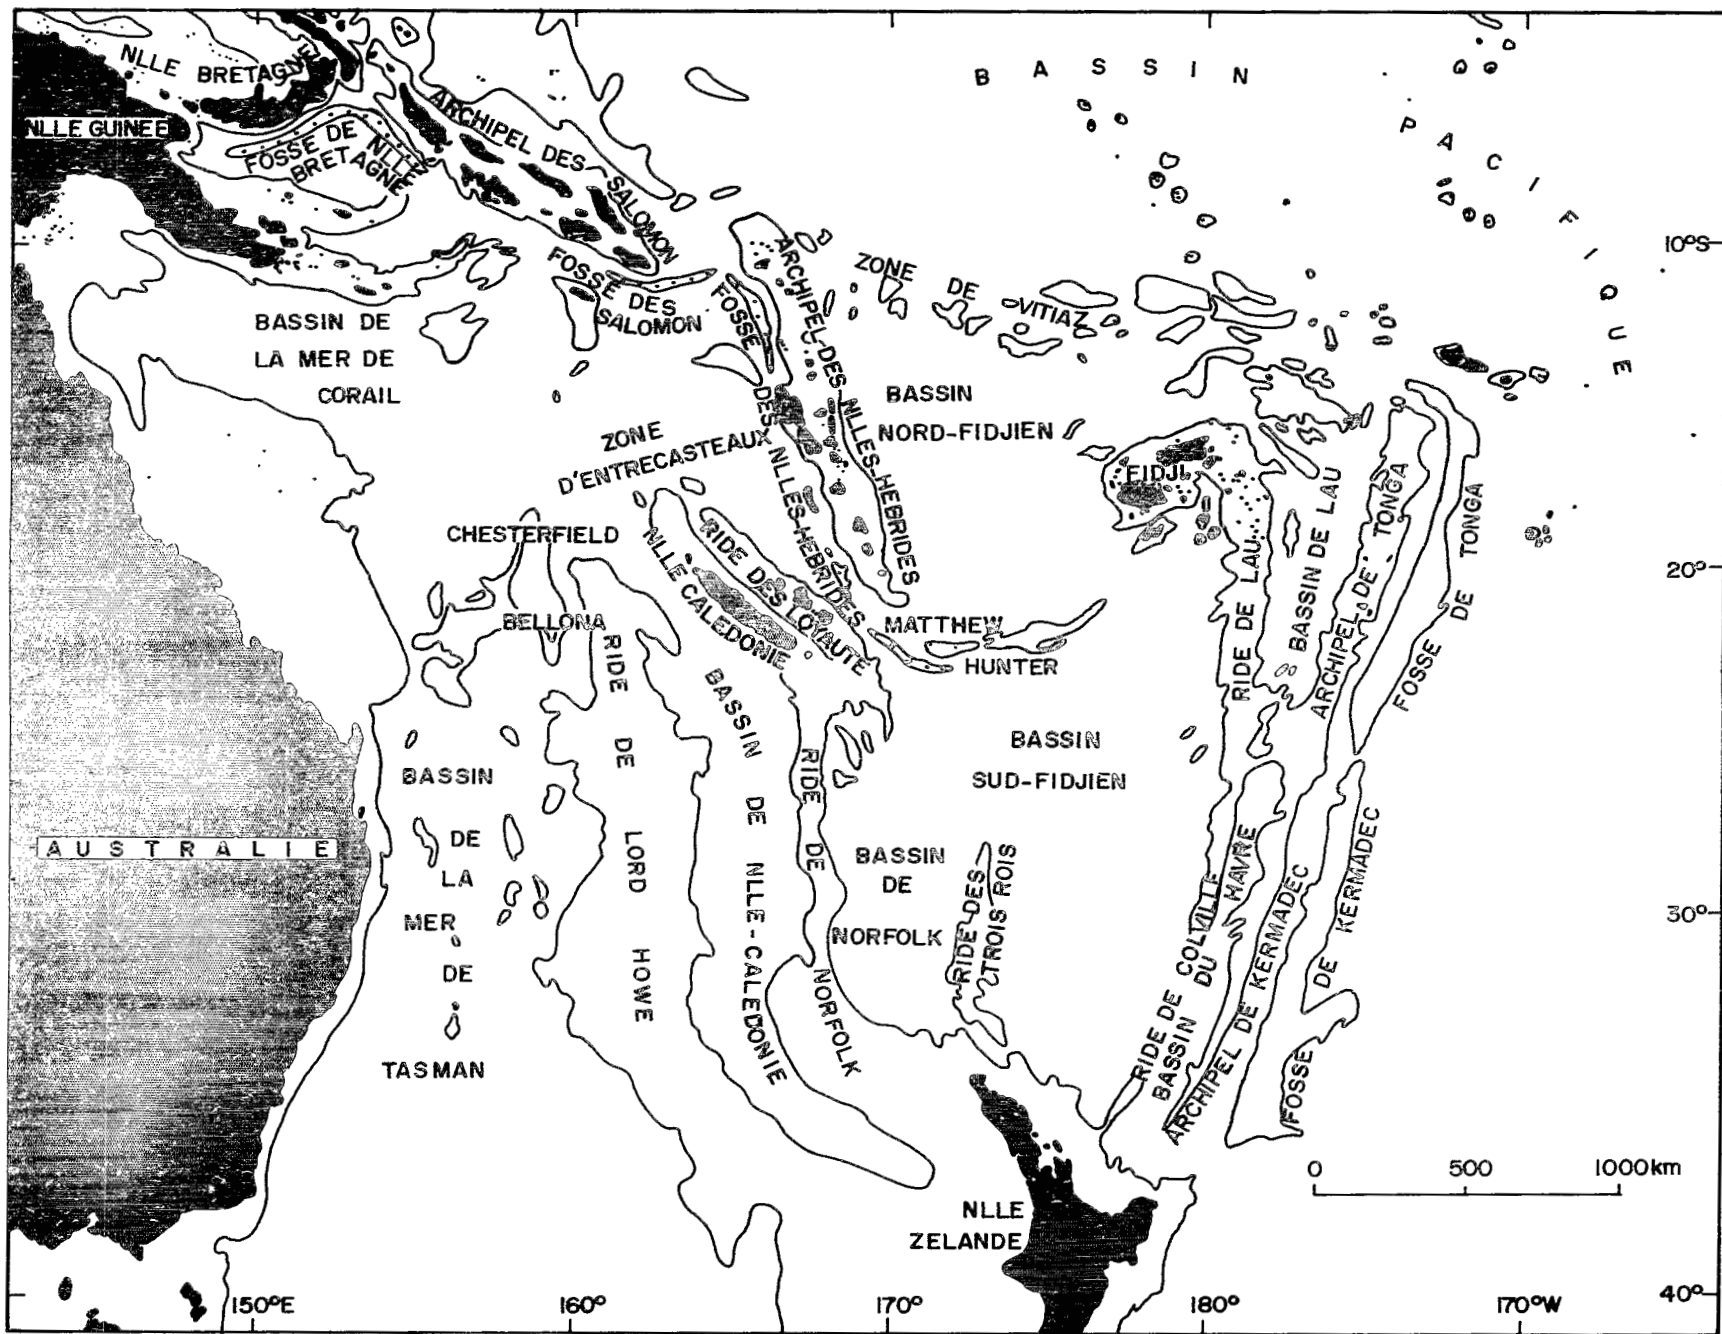 NLLE BRETAGNE
NLLE GUINEE
FOSSE DE NLLE
BRETAGNE
ARCHIPEL DES SALOMON
BASSIN PACIFIQUE
10°S
FOSSE DES
SALOMON
FOSSE DES NLLES-HEBRIDES
ARCHIPEL DES NLLES-HEBRIDES
ZONE DE VITIAZ
BASSIN DE
LA MER DE
CORAIL
BASSIN
NORD-FIDJIEN
ZONE
D'ENTRECASTEAUX
FIDJI
CHESTERFIELD
BELLONA
NLLE CALEDONIE
RIDE DES LOYAUTE
MATTHEW
HUNTER
RIDE DE LAU
BASSIN DE LAU
ARCHIPEL DE TONGA
FOSSE DE TONGA
20°
RIDE DE LORD HOWE
BASSIN DE NLLE-CALEDONIE
RIDE DE NORFOLK
BASSIN
SUD-FIDJIEN
BASSIN
DE
LA
MER
DE
TASMAN
AUSTRALIE
BASSIN
DE
NORFOLK
RIDE DES
TROIS ROIS
RIDE DE COLVILLE
BASSIN DU HAVRE
ARCHIPEL DE KERMADEC
FOSSE DE KERMADEC
30°
0 500 1000km
NLLE
ZELANDE
150°E 160° 170° 180° 170°W
40°